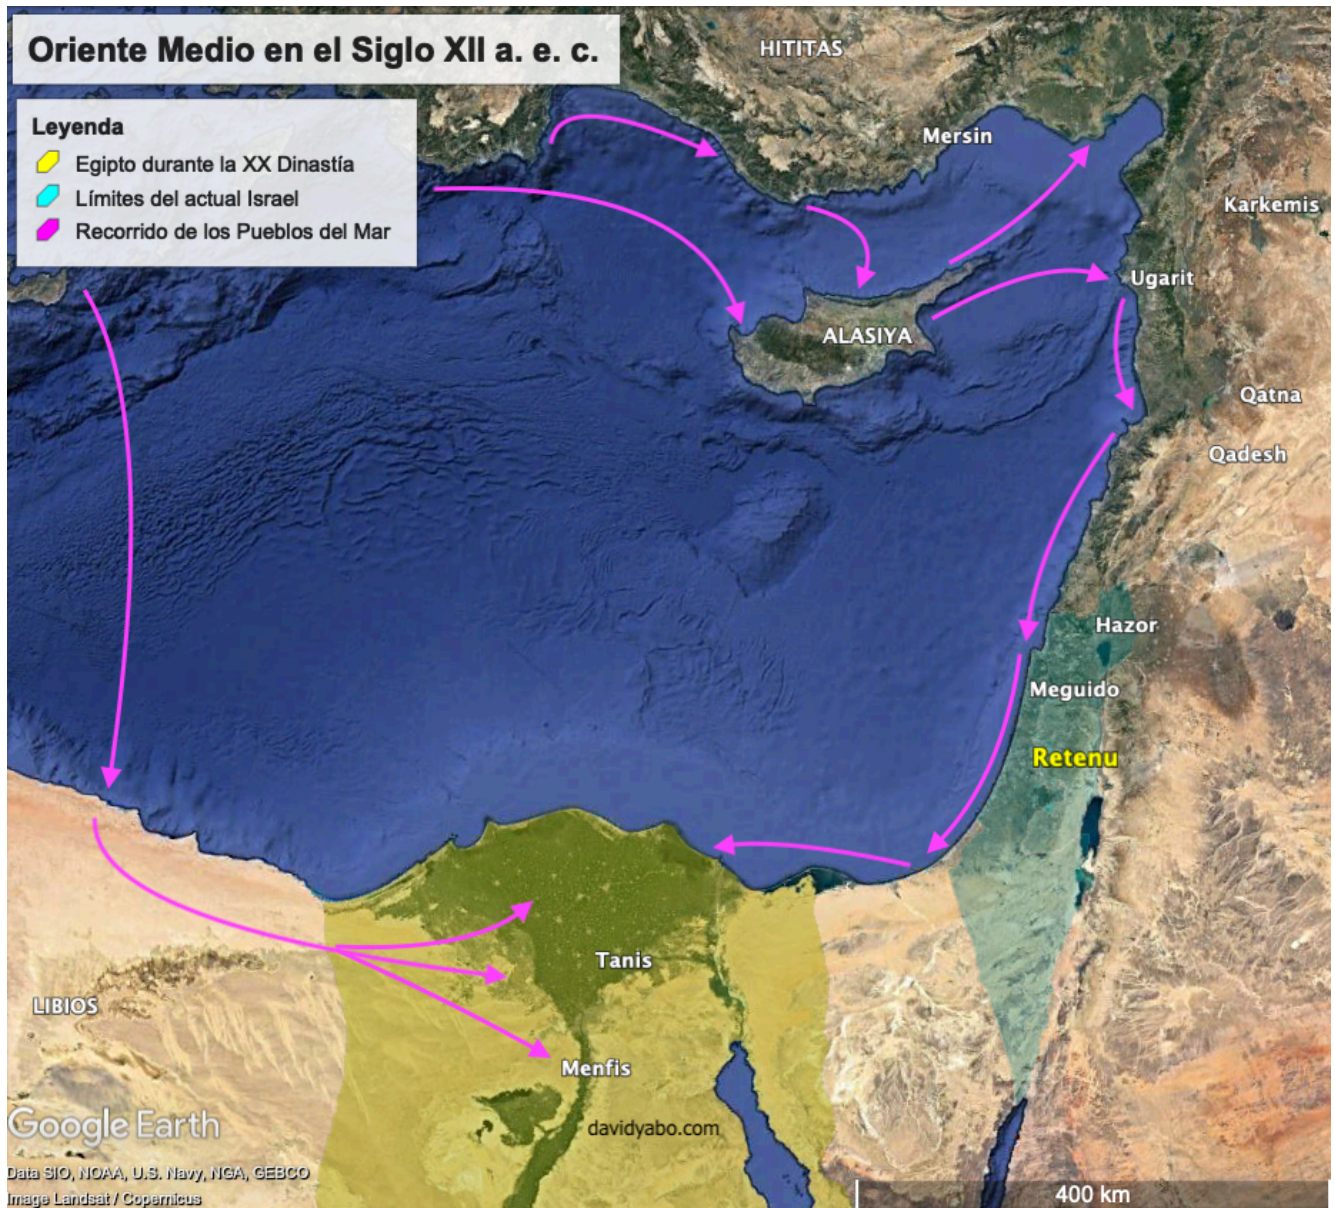 Oriente Medio en el Siglo XII a. e. c.
Leyenda
Egipto durante la XX Dinastía
Límites del actual Israel
Recorrido de los Pueblos del Mar
HITITAS
Mersin
Karkemis
Ugarit
ALASIYA
Qatna
Qadesh
Hazor
Meguido
Retenu
Tanis
LIBIOS
Menfis
davidyabo.com
Google Earth
Data SIO, NOAA, U.S. Navy, NGA, GEBCO
Image Landsat / Copernicus
400 km